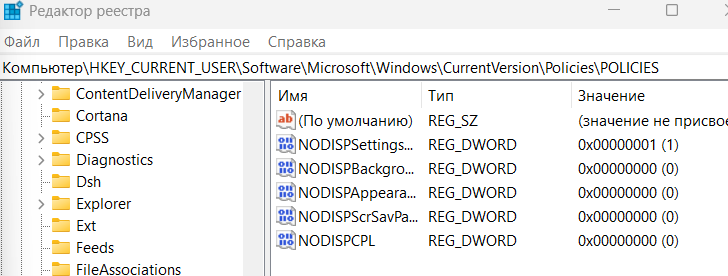 Редактор реестра
Файл Правка Вид Избранное Справка
Компьютер\HKEY_CURRENT_USER\Software\Microsoft\Windows\CurrentVersion\Policies\POLICIES
ContentDeliveryManager
Cortana
CPSS
Diagnostics
Dsh
Explorer
Ext
Feeds
FileAssociations
Имя Тип Значение
(По умолчанию) REG_SZ (значение не присвое
NODISPSettings... REG_DWORD 0x00000001 (1)
NODISPBackgro... REG_DWORD 0x00000000 (0)
NODISPAppeara... REG_DWORD 0x00000000 (0)
NODISPScrSavPa... REG_DWORD 0x00000000 (0)
NODISPCPL REG_DWORD 0x00000000 (0)